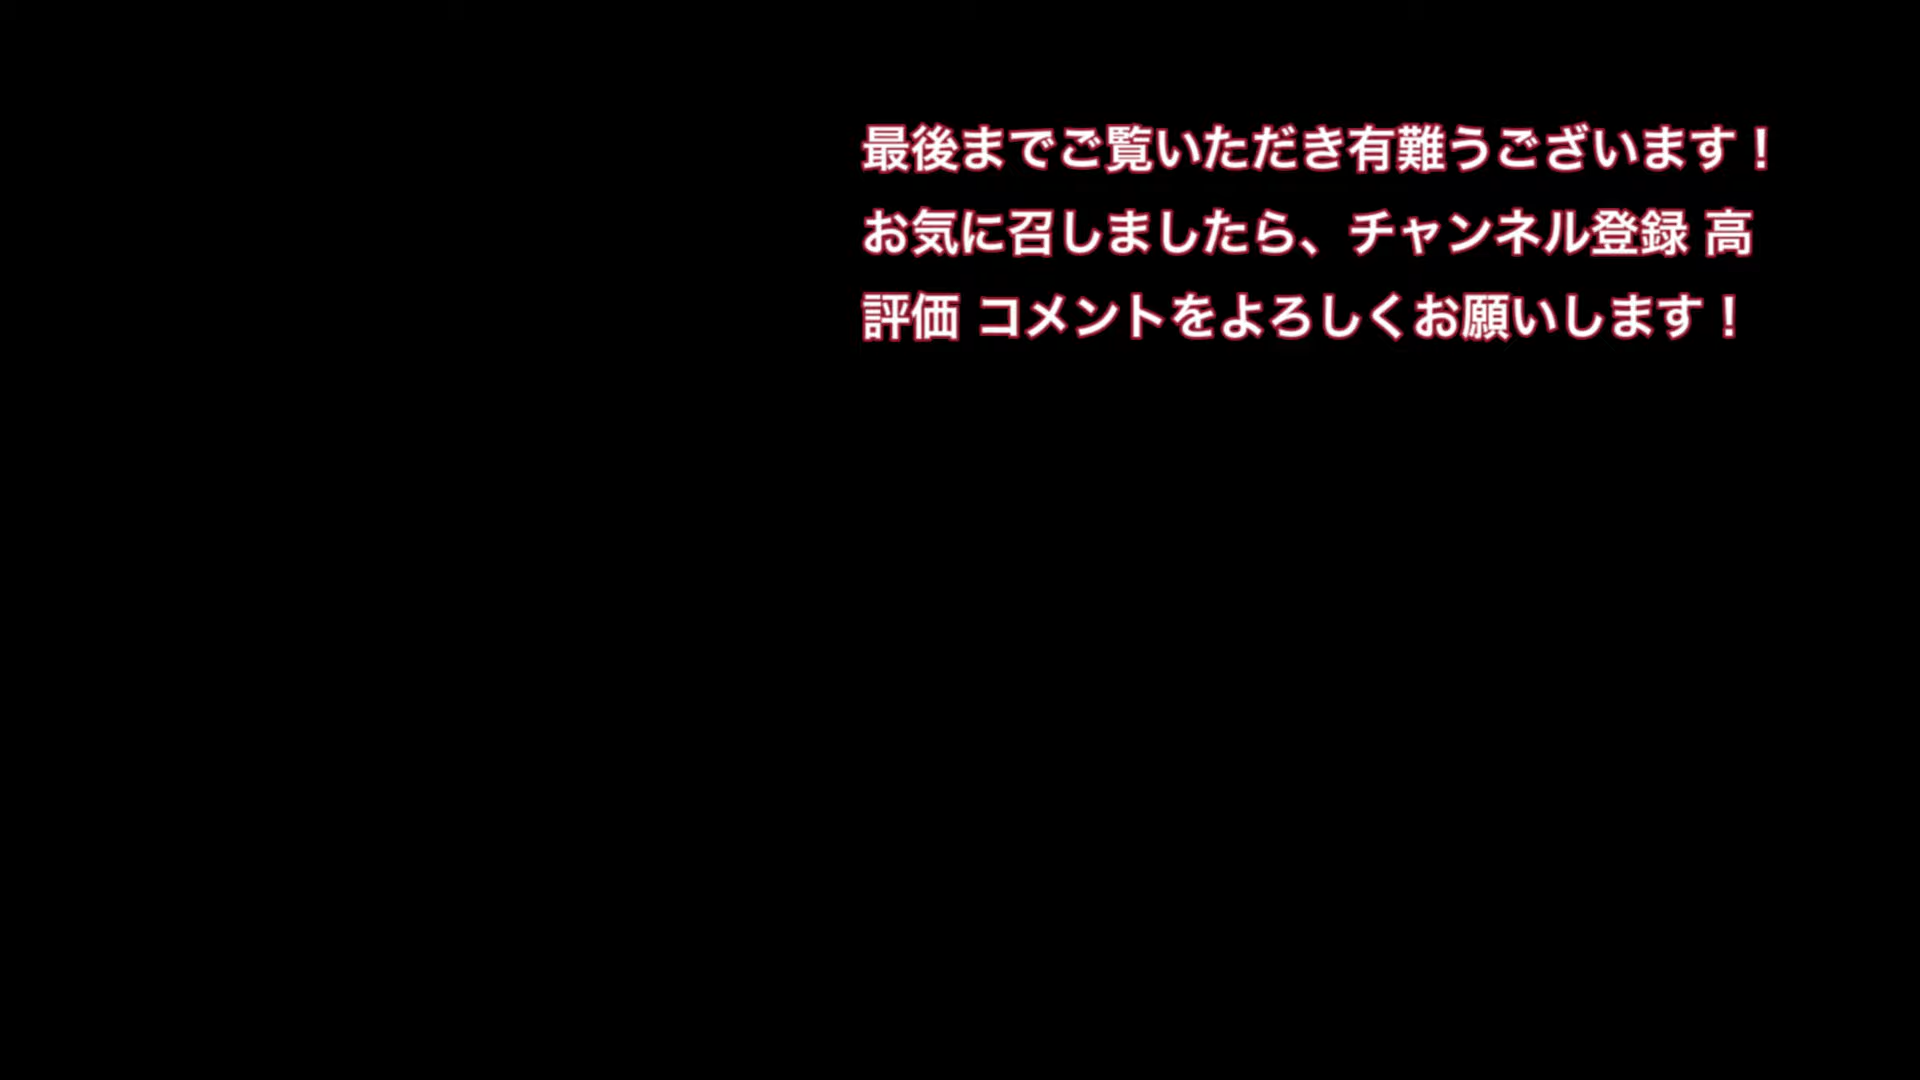 最後までご覧いただき有難うございます！
お気に召しましたら、チャンネル登録 高
評価 コメントをよろしくお願いします！